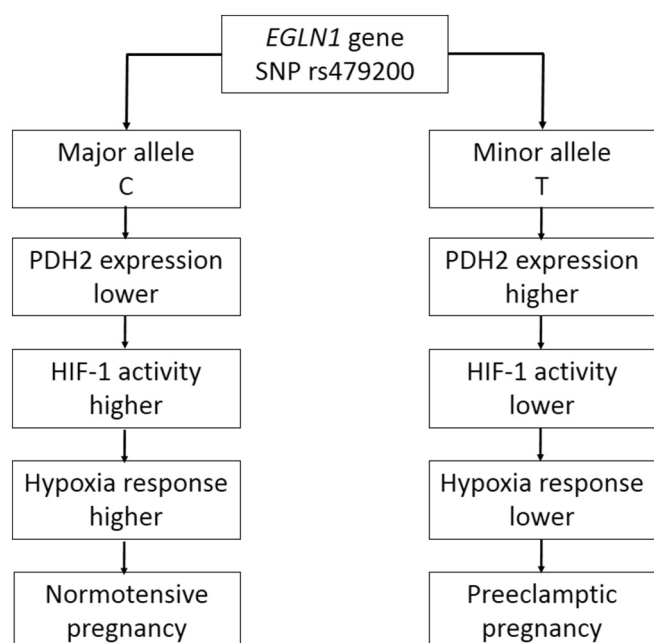 EGLN1 gene
SNP rs479200
Major allele
C
Minor allele
T
PDH2 expression
lower
PDH2 expression
higher
HIF-1 activity
higher
HIF-1 activity
lower
Hypoxia response
higher
Hypoxia response
lower
Normotensive
pregnancy
Preeclamptic
pregnancy